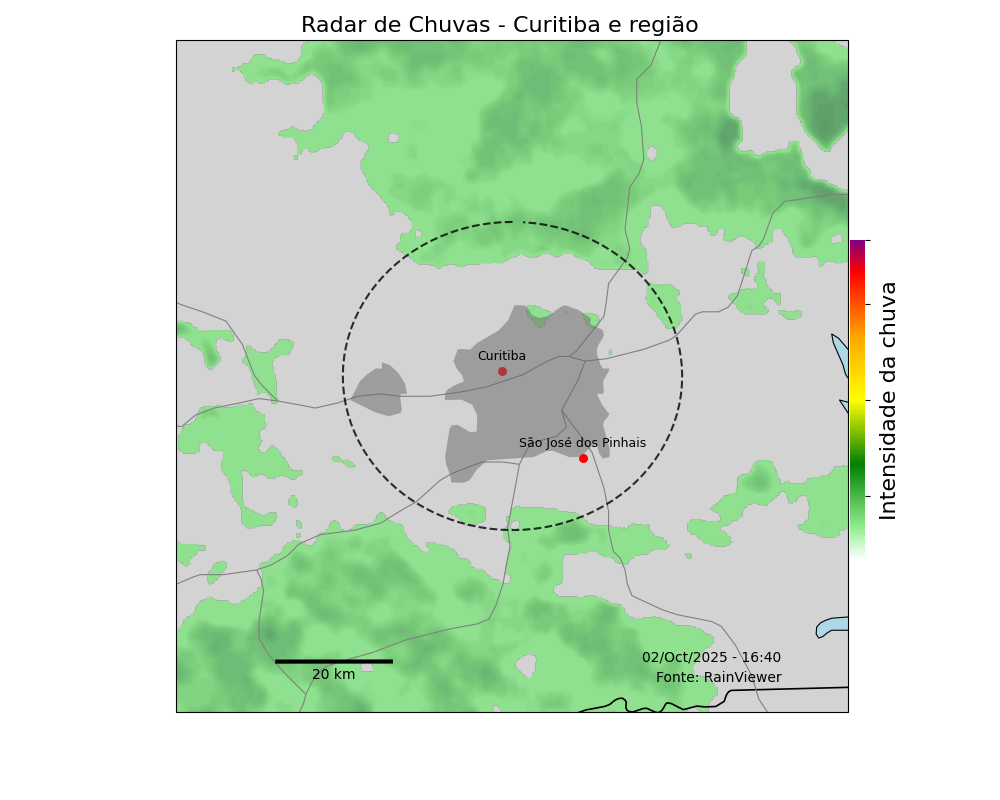 Radar de Chuvas - Curitiba e região
Curitiba
São José dos Pinhais
Intensidade da chuva
20 km
02/Oct/2025 - 16:40
Fonte: RainViewer